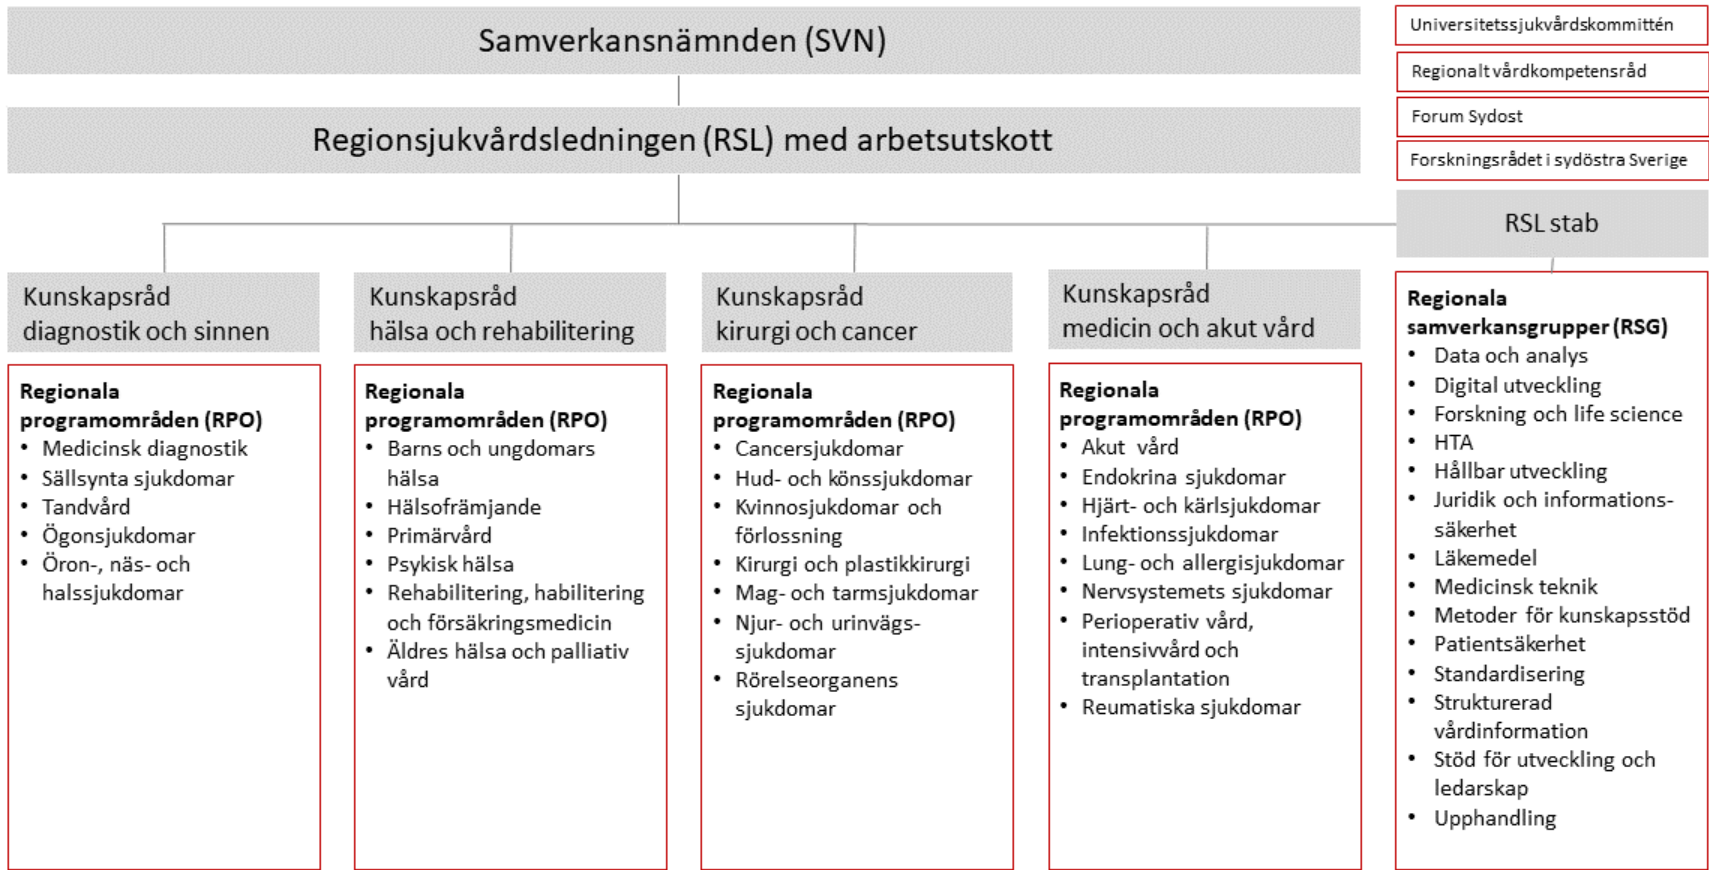 Samverkansnämnden (SVN)
Regionsjukvårdsledningen (RSL) med arbetsutskott
Universitetssjukvårdskommittén
Regionalt vårdkompetensråd
Forum Sydost
Forskningsrådet i sydöstra Sverige
RSL stab
Kunskapsråd
diagnostik och sinnen
Regionala
programområden (RPO)
• Medicinsk diagnostik
• Sällsynta sjukdomar
• Tandvård
• Ögonsjukdomar
• Öron-, näs- och
halssjukdomar
Kunskapsråd
hälsa och rehabilitering
Regionala
programområden (RPO)
• Barns och ungdomars
hälsa
• Hälsofrämjande
• Primärvård
• Psykisk hälsa
• Rehabilitering, habilitering
och försäkringsmedicin
• Äldres hälsa och palliativ
vård
Kunskapsråd
kirurgi och cancer
Regionala
programområden (RPO)
• Cancersjukdomar
• Hud- och könssjukdomar
• Kvinnosjukdomar och
förlossning
• Kirurgi och plastikkirurgi
• Mag- och tarmsjukdomar
• Njur- och urinvägs-
sjukdomar
• Rörelseorganens
sjukdomar
Kunskapsråd
medicin och akut vård
Regionala
programområden (RPO)
• Akut vård
• Endokrina sjukdomar
• Hjärt- och kärlsjukdomar
• Infektionssjukdomar
• Lung- och allergisjukdomar
• Nervsystemets sjukdomar
• Perioperativ vård,
intensivvård och
transplantation
• Reumatiska sjukdomar
Regionala
samverkansgrupper (RSG)
• Data och analys
• Digital utveckling
• Forskning och life science
• HTA
• Hållbar utveckling
• Juridik och informations-
säkerhet
• Läkemedel
• Medicinsk teknik
• Metoder för kunskapsstöd
• Patientsäkerhet
• Standardisering
• Strukturerad
vårdinformation
• Stöd för utveckling och
ledarskap
• Upphandling